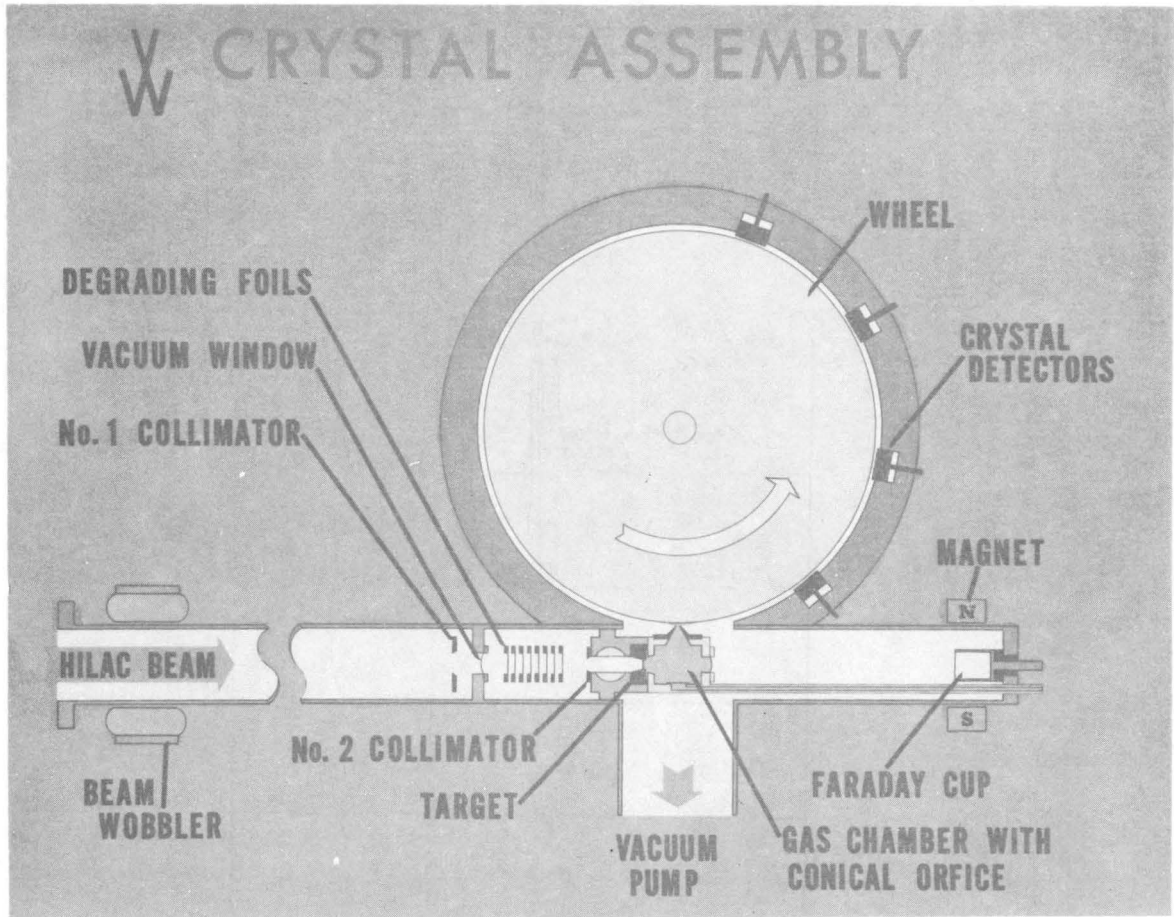 VW CRYSTAL ASSEMBLY
WHEEL
DEGRADING FOILS
VACUUM WINDOW
No. 1 COLLIMATOR
CRYSTAL
DETECTORS
MAGNET
N
HILAC BEAM
S
No. 2 COLLIMATOR
BEAM
WOBBLER
TARGET
FARADAY CUP
VACUUM
PUMP
GAS CHAMBER WITH
CONICAL ORFICE